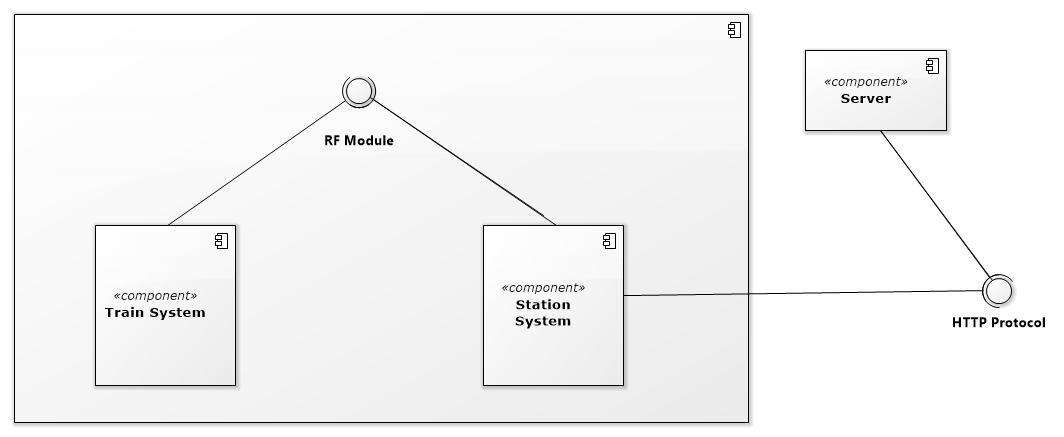 RF Module
«component»
Server
«component»
Train System
«component»
Station
System
HTTP Protocol